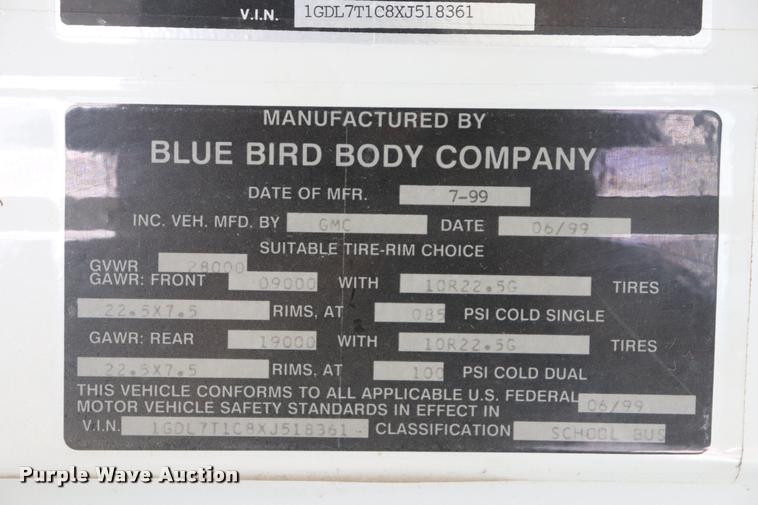 V.I.N. 1GDL7T1C8XJ518361
MANUFACTURED BY
BLUE BIRD BODY COMPANY
DATE OF MFR. 7-99
INC. VEH. MFD. BY GMC DATE 06/99
SUITABLE TIRE-RIM CHOICE
GVWR 28000
GAWR: FRONT 09000 WITH 10R22.5G TIRES
22.5X7.5 RIMS, AT 085 PSI COLD SINGLE
GAWR: REAR 19000 WITH 10R22.5G TIRES
22.5X7.5 RIMS, AT 100 PSI COLD DUAL
THIS VEHICLE CONFORMS TO ALL APPLICABLE U.S. FEDERAL
MOTOR VEHICLE SAFETY STANDARDS IN EFFECT IN 06/99
V.I.N. 1GDL7T1C8XJ518361 CLASSIFICATION SCHOOL BUS
Purple Wave Auction